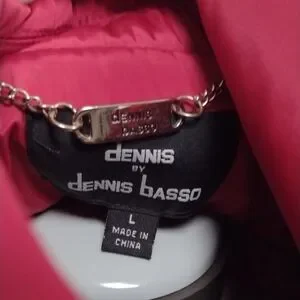 dennis
basso
dENNIS
BY
dENNIS bASSO
L
MADE IN
CHINA